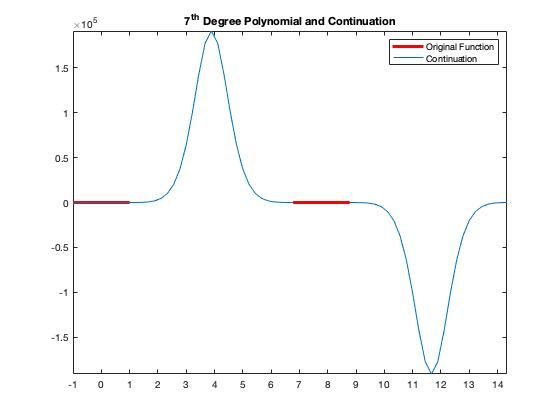 7th Degree Polynomial and Continuation
×10^5
Original Function
Continuation
1.5
1
0.5
0
-0.5
-1
-1.5
-1 0 1 2 3 4 5 6 7 8 9 10 11 12 13 14